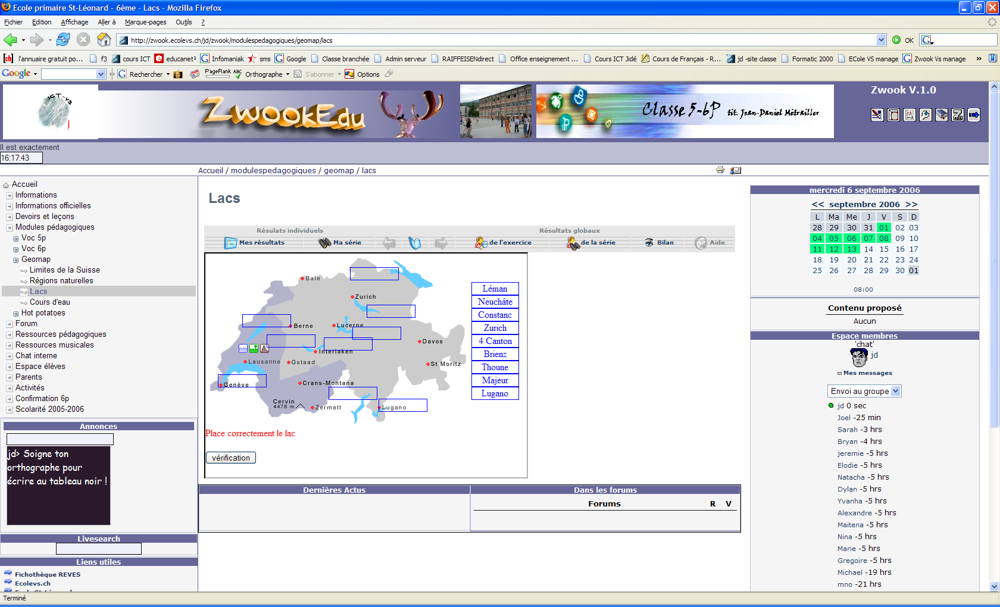 Ecole primaire St-Léonard - 6ème - Lacs - Mozilla Firefox
Fichier Edition Affichage Aller à Marque-pages Outils ?
http://zwook.ecolevs.ch/jd/zwook/modulespedagogiques/geomap/lacs OK
l'annuaire gratuit po... f3 cours ICT educanet² Infomaniak sms Google Classe branchée Admin serveur RAIFFEISENdirect Office enseignement ... Cours ICT Jidé Cours de Français - R... jd -site classe Formatic 2000 ECole VS manage Zwook Vs manage »
Google Rechercher PageRank ABC Orthographe S'abonner Options
ICT-VS ZwookEdu Classe 5-6P tit. Jean-Daniel Métrailler Zwook V.1.0
Il est exactement
16:17:43
Accueil / modulespedagogiques / geomap / lacs
Accueil
Informations
Informations officielles
Devoirs et leçons
Modules pédagogiques
Voc 5p
Voc 6p
Geomap
Limites de la Suisse
Régions naturelles
Lacs
Cours d'eau
Hot potatoes
Forum
Ressources pédagogiques
Ressources musicales
Chat interne
Espace élèves
Parents
Activités
Confirmation 6p
Scolarité 2005-2006
Annonces
jd> Soigne ton
orthographe pour
écrire au tableau noir !
Livesearch
Liens utiles
Fichothèque REVES
Ecolevs.ch
Lacs
Résulats individuels Résultats globaux
Mes résultats Ma série de l'exercice de la série Bilan Aide
Bale
Zurich
Berne
Lucerne
Interlaken
Davos
Lausanne
Gstaad
St Moritz
Genève
Crans-Montana
Cervin
4478 m
Zermatt
Lugano
Léman
Neuchâte
Constanc
Zurich
4 Canton
Brienz
Thoune
Majeur
Lugano
Place correctement le lac
vérification
Dernières Actus
Dans les forums
Forums R V
mercredi 6 septembre 2006
<< septembre 2006 >>
L Ma Me J V S D
28 29 30 31 01 02 03
04 05 06 07 08 09 10
11 12 13 14 15 16 17
18 19 20 21 22 23 24
25 26 27 28 29 30 01
08:00
Contenu proposé
Aucun
Espace membres
'chat'
jd
Mes messages
Envoi au groupe
jd 0 sec
Joel -25 min
Sarah -3 hrs
Bryan -4 hrs
jeremie -5 hrs
Elodie -5 hrs
Natacha -5 hrs
Dylan -5 hrs
Yvanha -5 hrs
Alexandre -5 hrs
Maitena -5 hrs
Nina -5 hrs
Marie -5 hrs
Gregoire -5 hrs
Michael -19 hrs
mno -21 hrs
Terminé